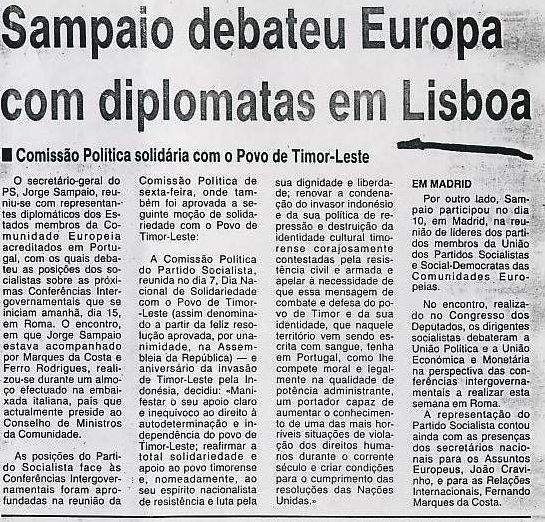 Sampaio debateu Europa
com diplomatas em Lisboa
■ Comissão Política solidária com o Povo de Timor-Leste
O secretário-geral do
PS, Jorge Sampaio, reu-
niu-se com representan-
tes diplomáticos dos Es-
tados membros da Co-
munidade Europeia
acreditados em Portu-
gal, com os quais deba-
teu as posições dos so-
cialistas sobre as próxi-
mas Conferências Inter-
governamentais que se
iniciam amanhã, dia 15,
em Roma. O encontro,
em que Jorge Sampaio
estava acompanhado
por Marques da Costa e
Ferro Rodrigues, reali-
zou-se durante um almo-
ço efectuado na embai-
xada italiana, país que
actualmente preside ao
Conselho de Ministros
da Comunidade.
As posições do Parti-
do Socialista face às
Conferências Intergover-
namentais foram apro-
fundadas na reunião da
Comissão Política de
sexta-feira, onde tam-
bém foi aprovada a se-
guinte moção de solida-
riedade com o Povo de
Timor-Leste:
A Comissão Política
do Partido Socialista,
reunida no dia 7, Dia Na-
cional de Solidariedade
com o Povo de Timor-
Leste (assim denomina-
do a partir da feliz reso-
lução aprovada, por una-
nimidade, na Assem-
bleia da República) — e
aniversário da invasão
de Timor-Leste pela In-
donésia, decidiu: «Mani-
festar o seu apoio claro
e inequívoco ao direito à
autodeterminação e in-
dependência do povo de
Timor-Leste; reafirmar a
total solidariedade e
apoio ao povo timorense
e, nomeadamente, ao
seu espírito nacionalista
de resistência e luta pela
sua dignidade e liberda-
de; renovar a condenação
do invasor indonésio e
da sua política de repres-
são e destruição da
identidade cultural timo-
rense corajosamente
contestadas pela resis-
tência civil e armada e
apelar à necessidade de
que essa mensagem de
combate e defesa do po-
vo de Timor e da sua
identidade, que naquele
território vem sendo es-
crita com sangue, tenha
em Portugal, como lhe
compete moral e legal-
mente na qualidade de
potência administrante,
um portador capaz de
aumentar o conhecimento
de uma das mais hor-
ríveis situações de viola-
ção dos direitos huma-
nos durante o corrente
século e criar condições
para o cumprimento das
resoluções das Nações
Unidas.»
EM MADRID
Por outro lado, Sam-
paio participou no dia
10, em Madrid, na reu-
nião de líderes dos parti-
dos membros da União
dos Partidos Socialistas
e Social-Democratas das
Comunidades Euro-
peias.
No encontro, realiza-
do no Congresso dos
Deputados, os dirigentes
socialistas debateram a
União Política e a União
Económica e Monetária
na perspectiva das con-
ferências intergoverna-
mentais a realizar esta
semana em Roma.
A representação do
Partido Socialista contou
ainda com as presenças
dos secretários nacio-
nais para os Assuntos
Europeus, João Cravi-
nho, e para as Relações
Internacionais, Fernando
Marques da Costa.